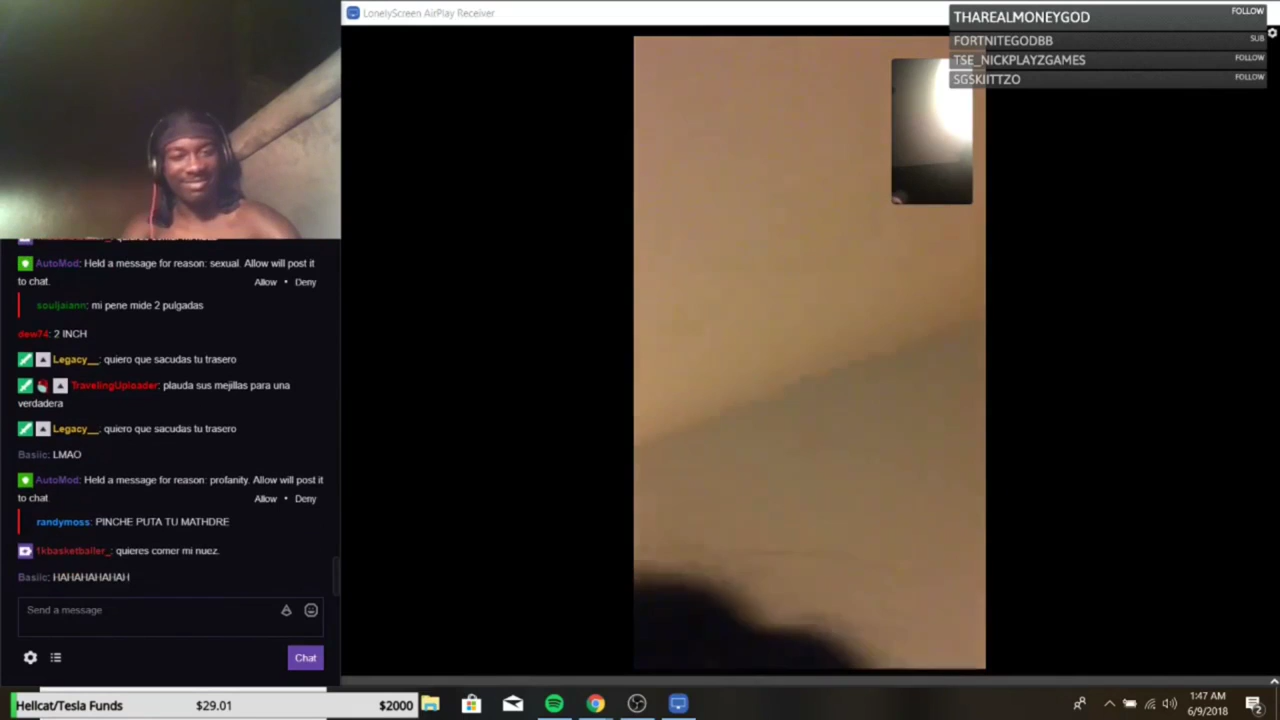 LonelyScreen AirPlay Receiver
THAREALMONEYGOD FOLLOW
FORTNITEGODBB SUB
TSE_NICKPLAYZGAMES FOLLOW
SGSKIITTZO FOLLOW
AutoMod: Held a message for reason: sexual. Allow will post it
to chat. Allow • Deny
souljaiann: mi pene mide 2 pulgadas
dew74: 2 INCH
Legacy__: quiero que sacudas tu trasero
TravelingUploader: plauda sus mejillas para una
verdadera
Legacy__: quiero que sacudas tu trasero
Basiic: LMAO
AutoMod: Held a message for reason: profanity. Allow will post it
to chat. Allow • Deny
randymoss: PINCHE PUTA TU MATHDRE
1kbasketballer_: quieres comer mi nuez.
Basiic: HAHAHAHAHAH
Send a message
Chat
Hellcat/Tesla Funds $29.01 $2000
1:47 AM
6/9/2018
2